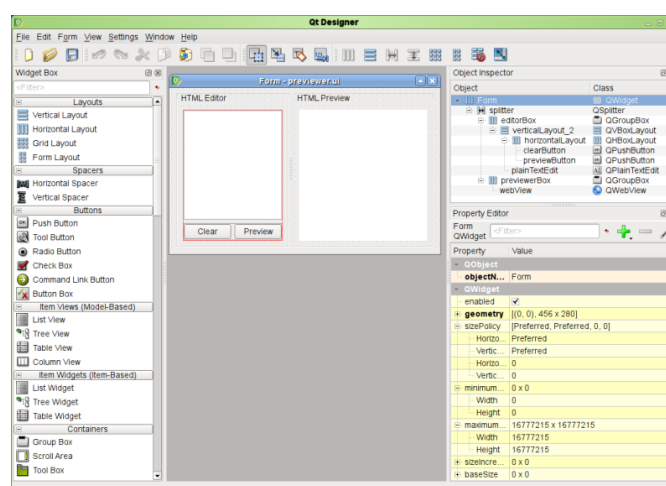 Qt Designer
File Edit Form View Settings Window Help
Widget Box
<Filter>
Layouts
Vertical Layout
Horizontal Layout
Grid Layout
Form Layout
Spacers
Horizontal Spacer
Vertical Spacer
Buttons
Push Button
Tool Button
Radio Button
Check Box
Command Link Button
Button Box
Item Views (Model-Based)
List View
Tree View
Table View
Column View
Item Widgets (Item-Based)
List Widget
Tree Widget
Table Widget
Containers
Group Box
Scroll Area
Tool Box
Form - previewer.ui
HTML Editor
HTML Preview
Clear
Preview
Object Inspector
Object Class
Form QWidget
splitter QSplitter
editorBox QGroupBox
verticalLayout_2 QVBoxLayout
horizontalLayout QHBoxLayout
clearButton QPushButton
previewButton QPushButton
plainTextEdit QPlainTextEdit
previewerBox QGroupBox
webView QWebView
Property Editor
Form
QWidget
<Filter>
Property Value
QObject
objectN... Form
QWidget
enabled
geometry [(0, 0), 456 x 280]
sizePolicy [Preferred, Preferred, 0, 0]
Horizo... Preferred
Vertic... Preferred
Horizo... 0
Vertic... 0
minimum... 0 x 0
Width 0
Height 0
maximum... 16777215 x 16777215
Width 16777215
Height 16777215
sizeIncre... 0 x 0
baseSize 0 x 0